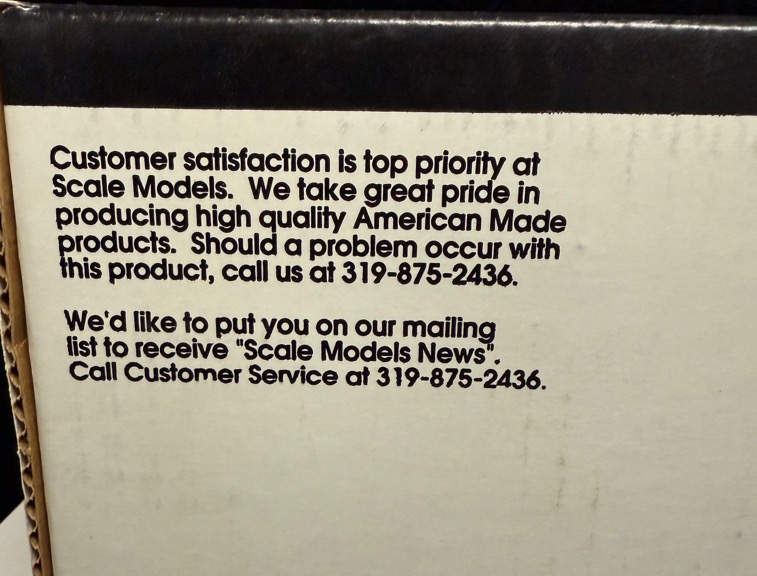 Customer satisfaction is top priority at
Scale Models.  We take great pride in
producing high quality American Made
products.  Should a problem occur with
this product, call us at 319-875-2436.
We'd like to put you on our mailing
list to receive "Scale Models News".
Call Customer Service at 319-875-2436.